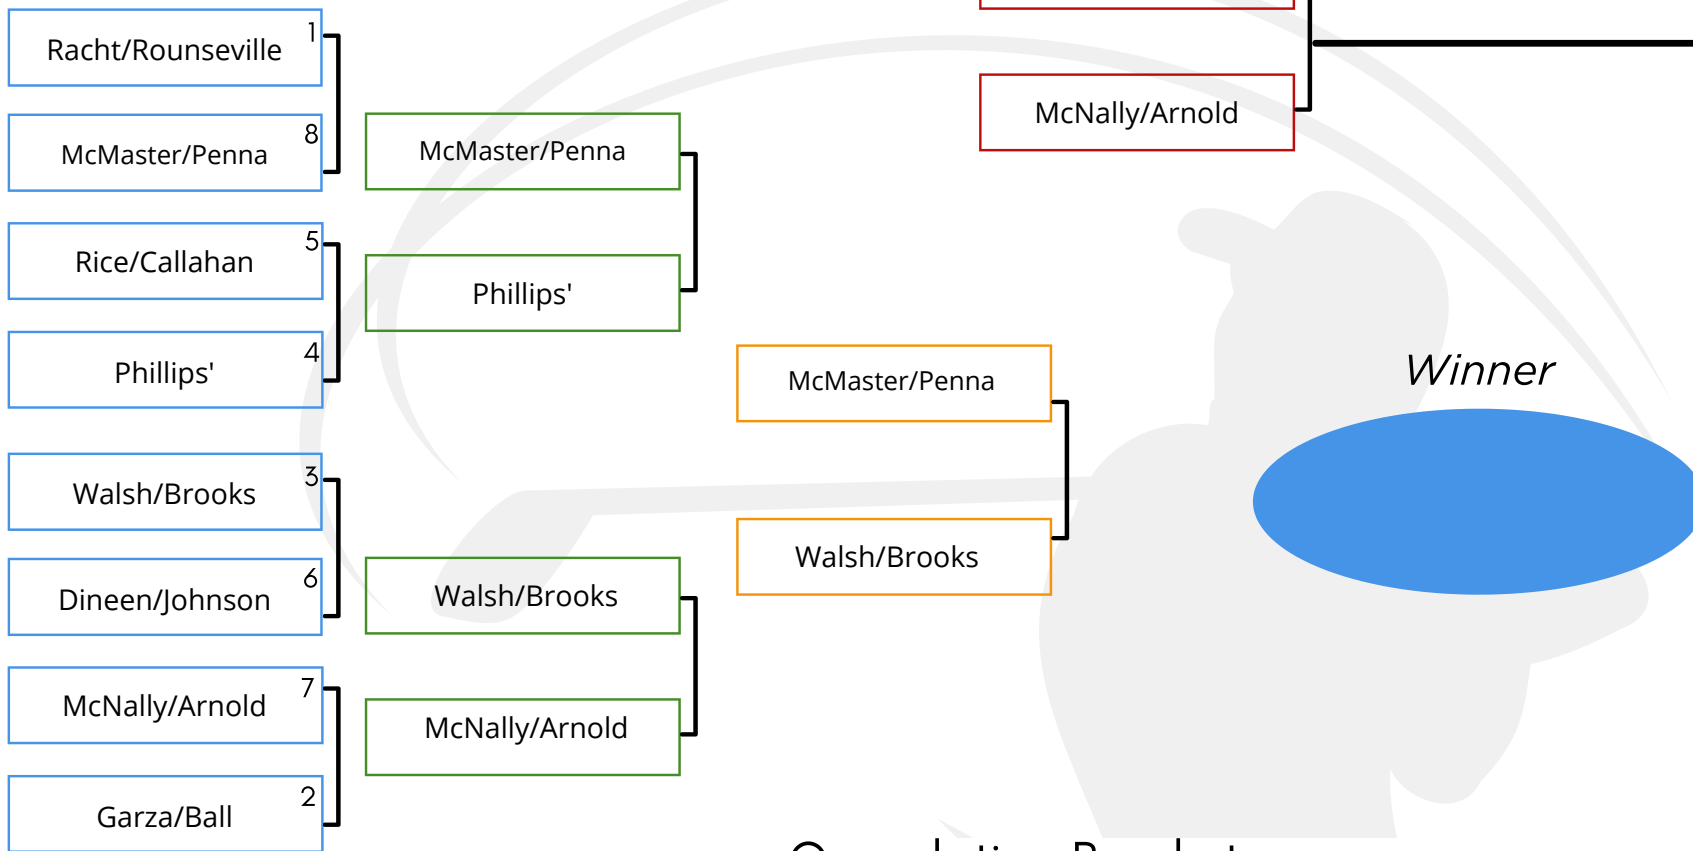 Racht/Rounseville
1
McMaster/Penna
8
Rice/Callahan
5
Phillips'
4
Walsh/Brooks
3
Dineen/Johnson
6
McNally/Arnold
7
Garza/Ball
2
McMaster/Penna
Phillips'
Walsh/Brooks
McNally/Arnold
McMaster/Penna
Walsh/Brooks
McNally/Arnold
Winner